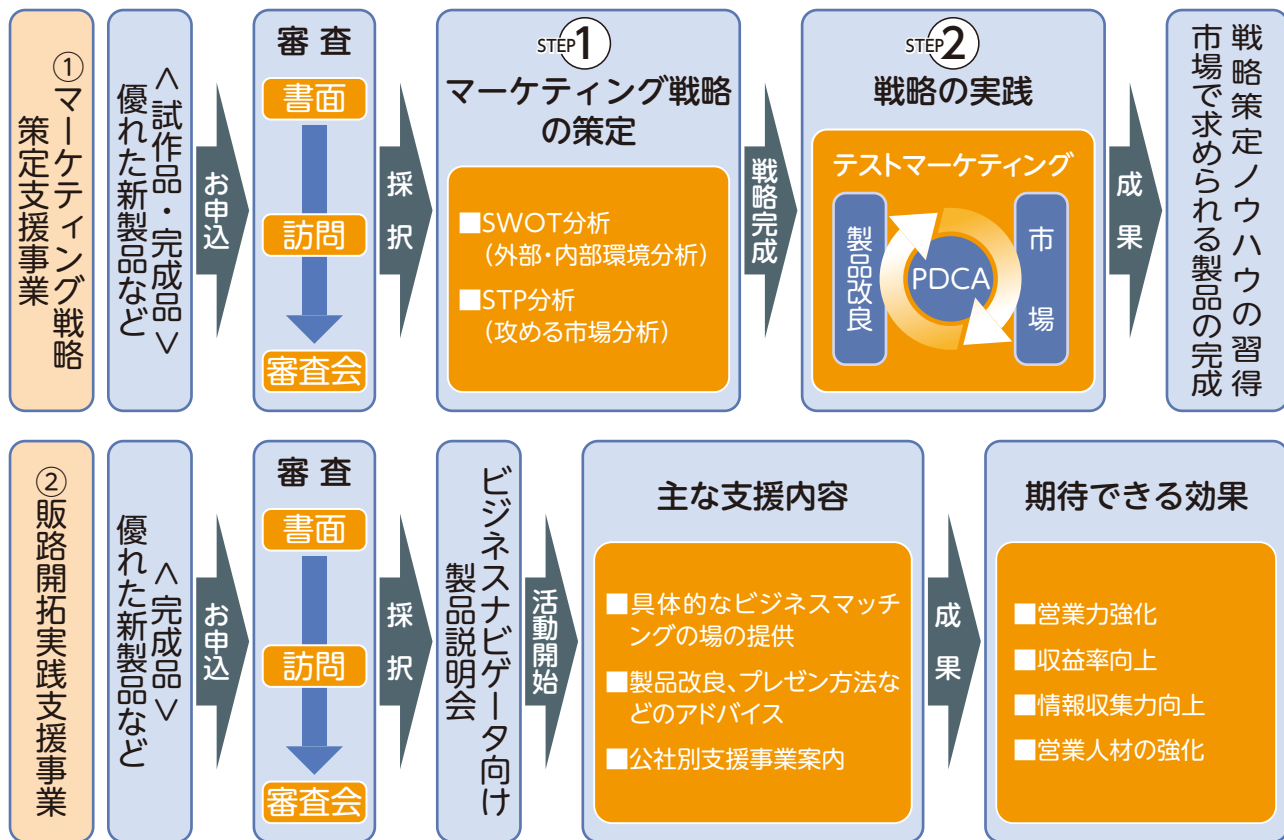 ①マーケティング戦略
策定支援事業
＜試作品・完成品＞
優れた新製品など
お申込
審査
書面
訪問
審査会
採択
STEP1
マーケティング戦略
の策定
■SWOT分析
（外部・内部環境分析）
■STP分析
（攻める市場分析）
戦略完成
STEP2
戦略の実践
テストマーケティング
製品改良
PDCA
市場
成果
戦略策定ノウハウの習得
市場で求められる製品の完成
②販路開拓実践支援事業
＜完成品＞
優れた新製品など
お申込
審査
書面
訪問
審査会
採択
ビジネスナビゲータ向け
製品説明会
活動開始
主な支援内容
■具体的なビジネスマッチ
ングの場の提供
■製品改良、プレゼン方法な
どのアドバイス
■公社別支援事業案内
成果
期待できる効果
■営業力強化
■収益率向上
■情報収集力向上
■営業人材の強化